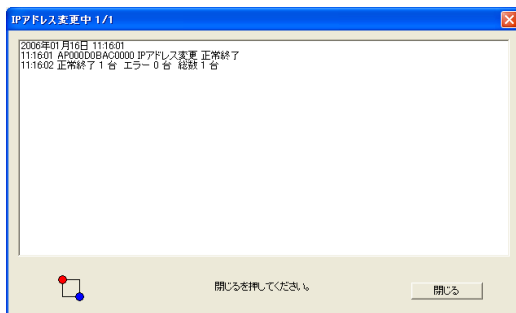 IPアドレス変更中 1/1
2006年01月16日 11:16:01
11:16:01 AP000D0BAC0000 IPアドレス変更 正常終了
11:16:02 正常終了 1 台 エラー 0 台 総数 1 台
閉じるを押してください。
閉じる